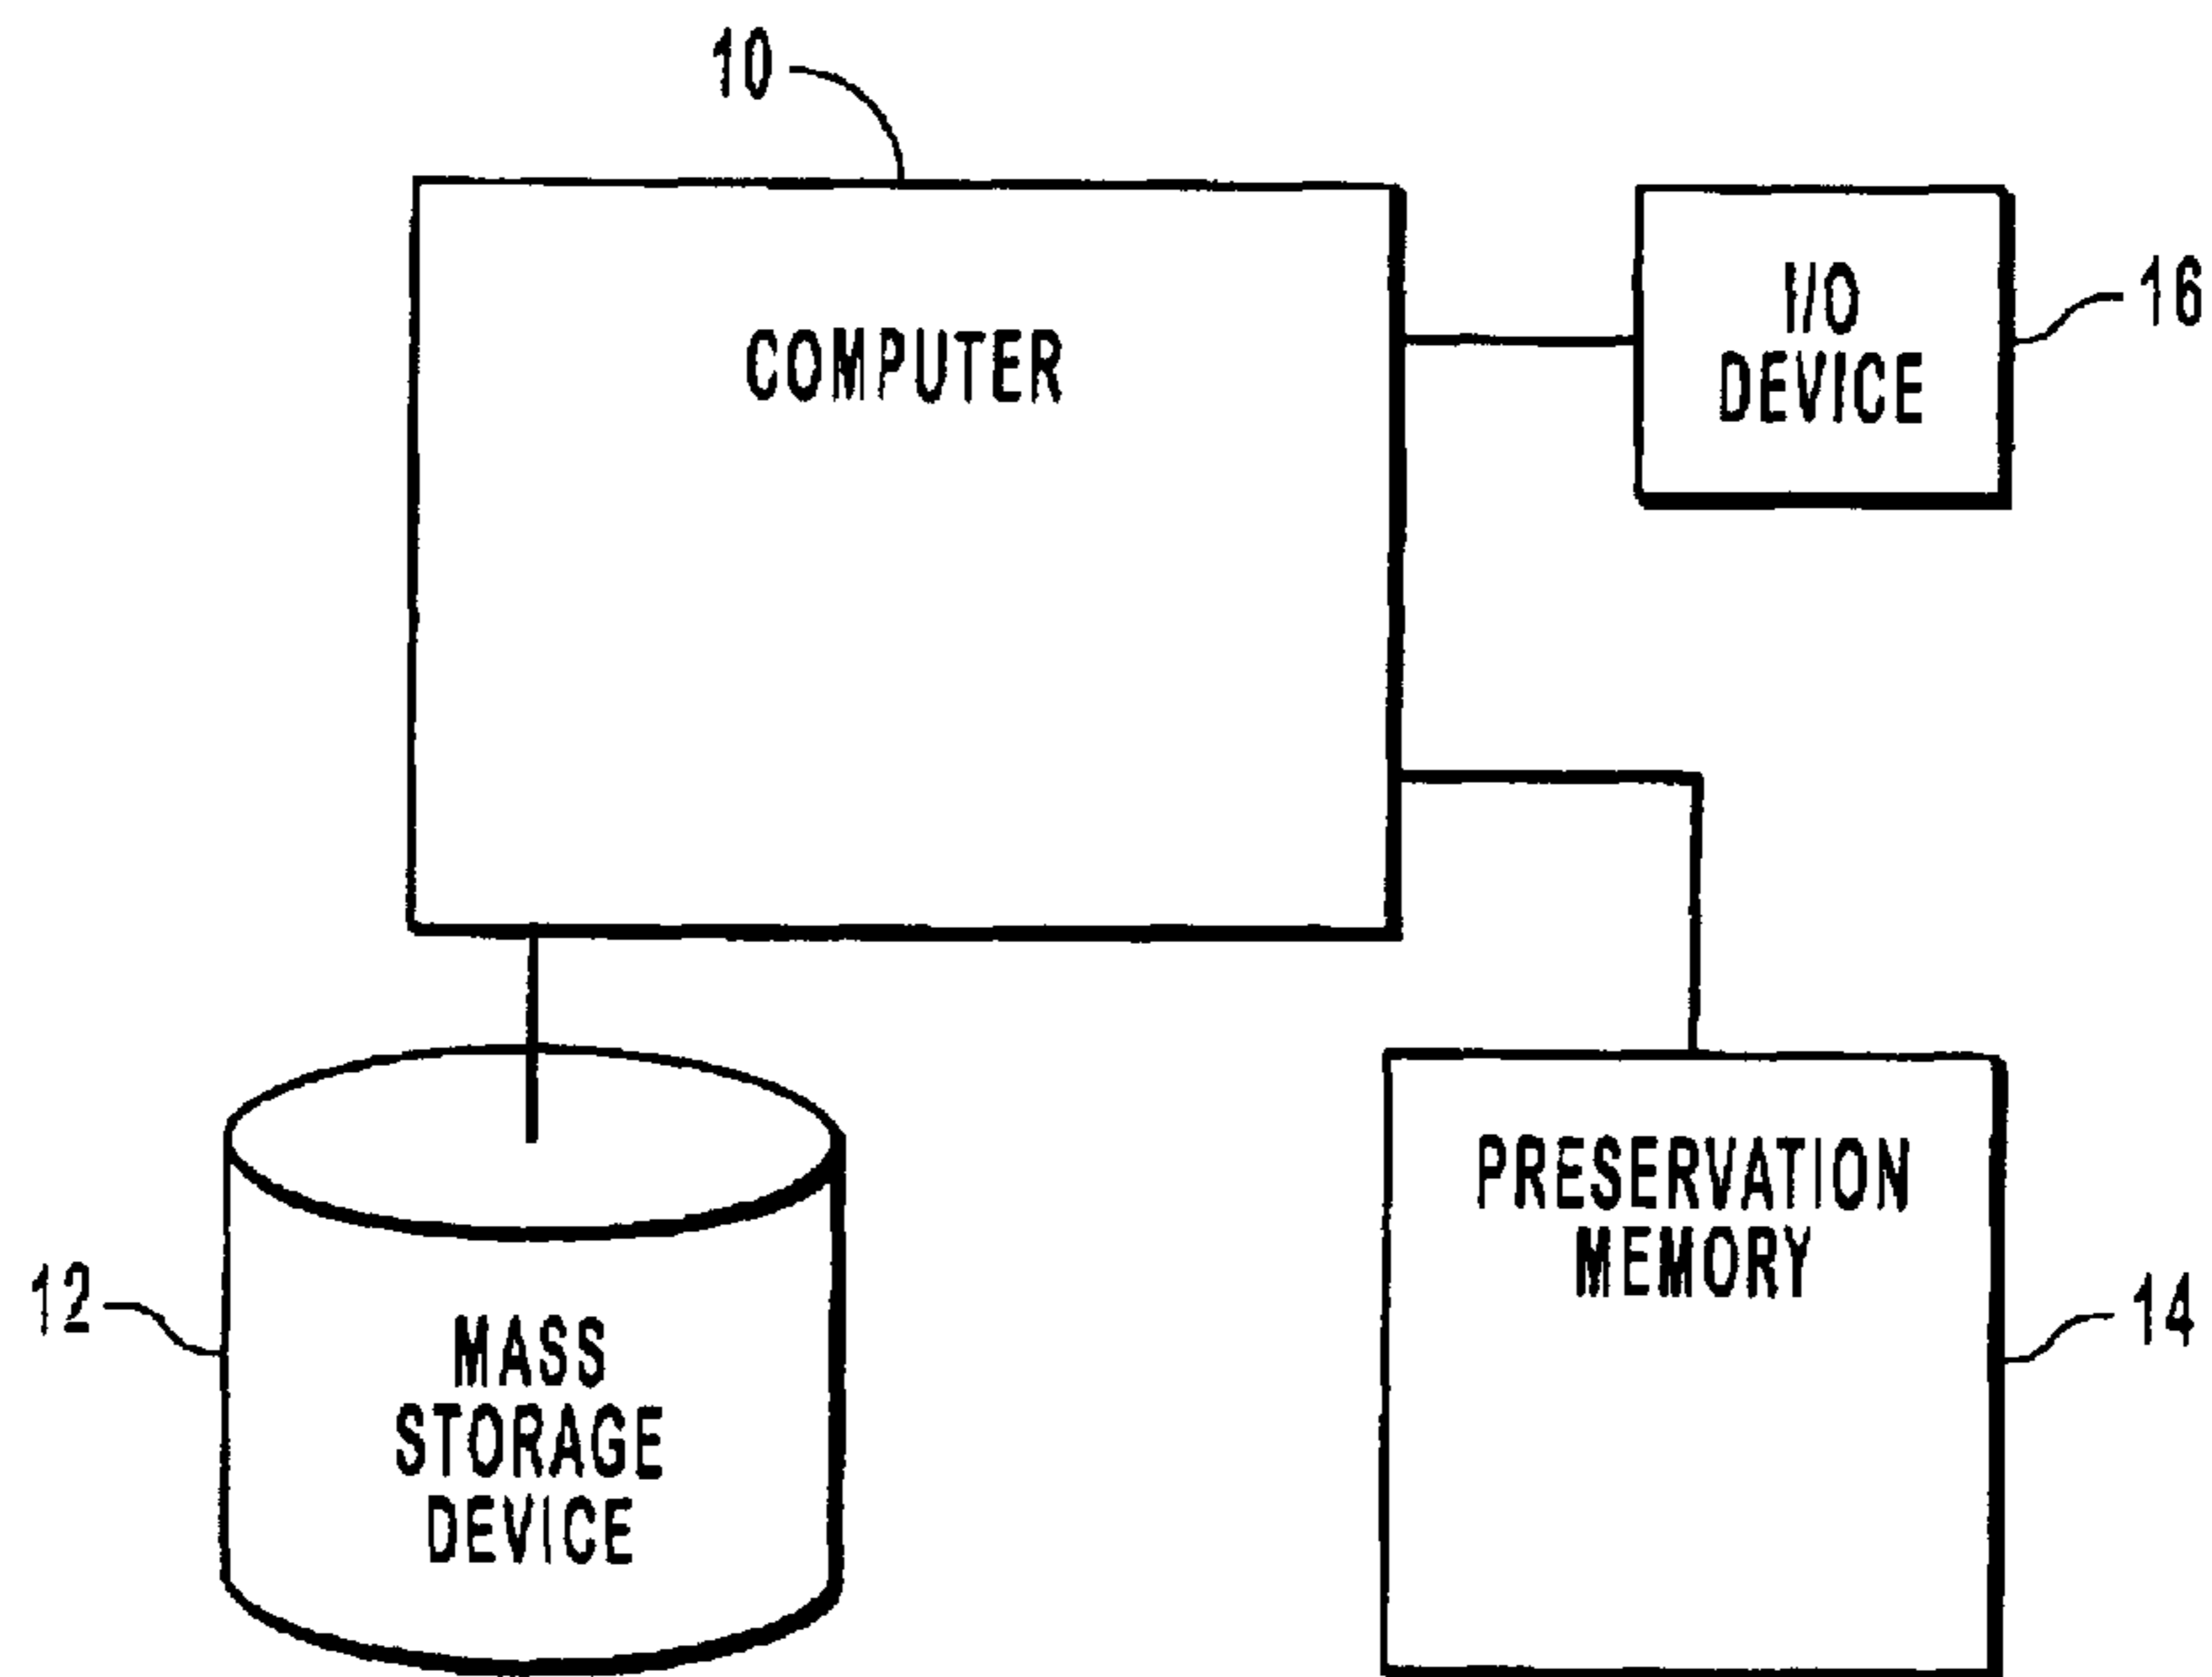 10
COMPUTER
I/O
DEVICE
16
PRESERVATION
MEMORY
14
12
MASS
STORAGE
DEVICE